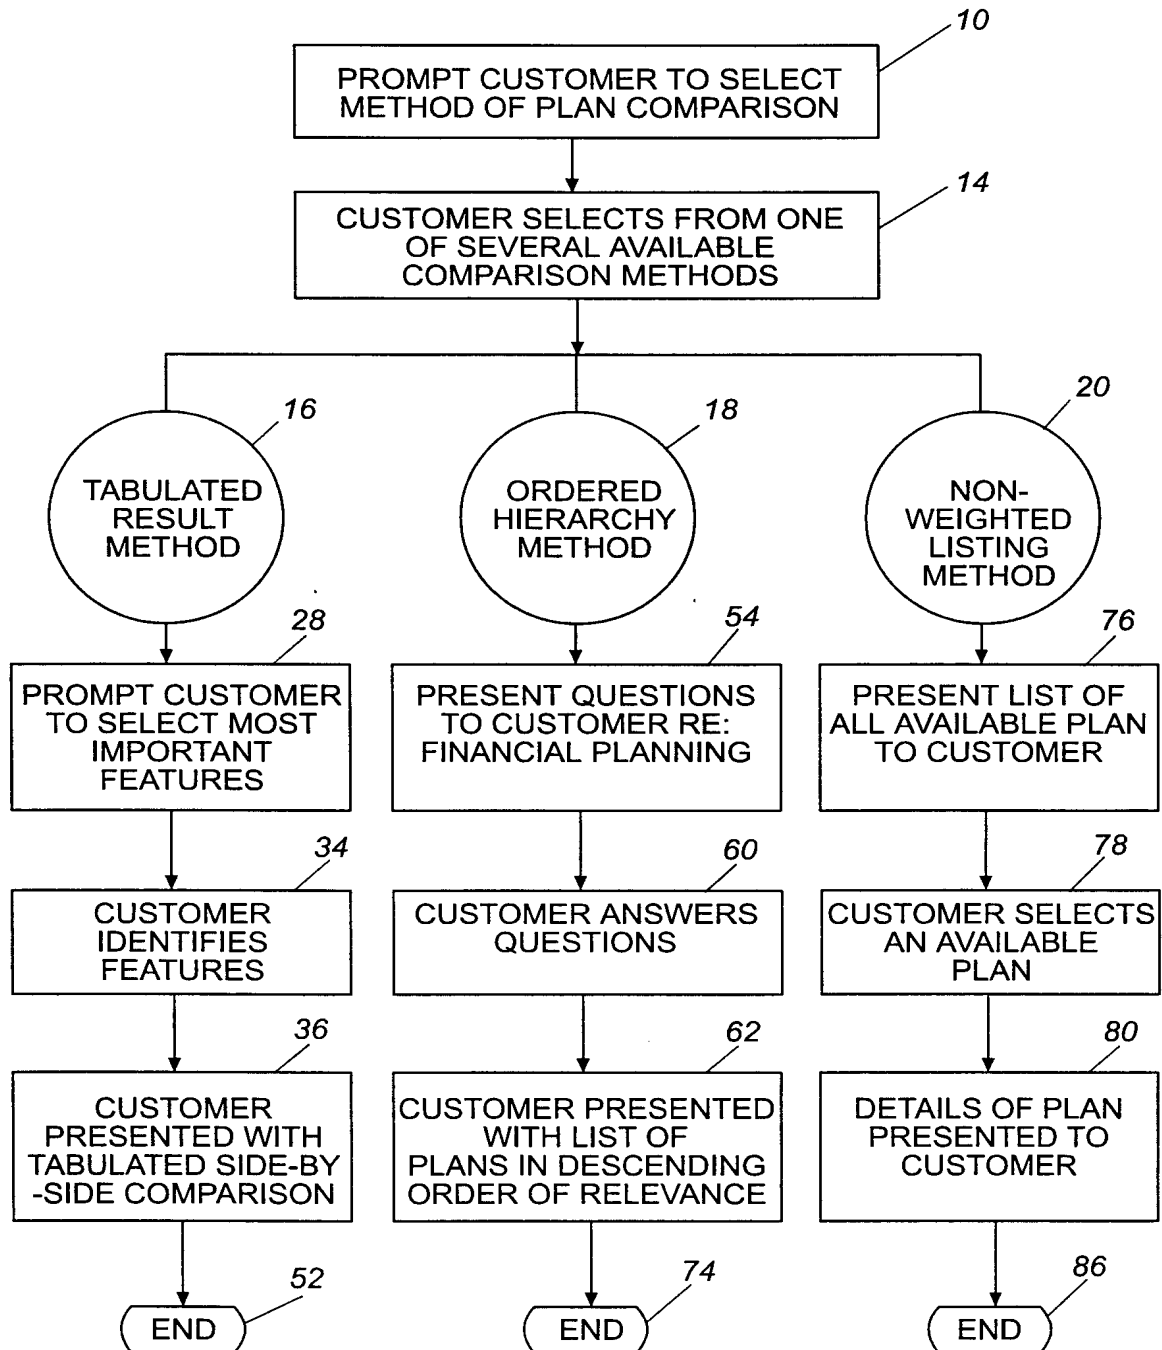 10
PROMPT CUSTOMER TO SELECT
METHOD OF PLAN COMPARISON
14
CUSTOMER SELECTS FROM ONE
OF SEVERAL AVAILABLE
COMPARISON METHODS
16
TABULATED
RESULT
METHOD
18
ORDERED
HIERARCHY
METHOD
20
NON-
WEIGHTED
LISTING
METHOD
28
PROMPT CUSTOMER
TO SELECT MOST
IMPORTANT
FEATURES
54
PRESENT QUESTIONS
TO CUSTOMER RE:
FINANCIAL PLANNING
76
PRESENT LIST OF
ALL AVAILABLE PLAN
TO CUSTOMER
34
CUSTOMER
IDENTIFIES
FEATURES
60
CUSTOMER ANSWERS
QUESTIONS
78
CUSTOMER SELECTS
AN AVAILABLE
PLAN
36
CUSTOMER
PRESENTED WITH
TABULATED SIDE-BY
-SIDE COMPARISON
62
CUSTOMER PRESENTED
WITH LIST OF
PLANS IN DESCENDING
ORDER OF RELEVANCE
80
DETAILS OF PLAN
PRESENTED TO
CUSTOMER
52
END
74
END
86
END